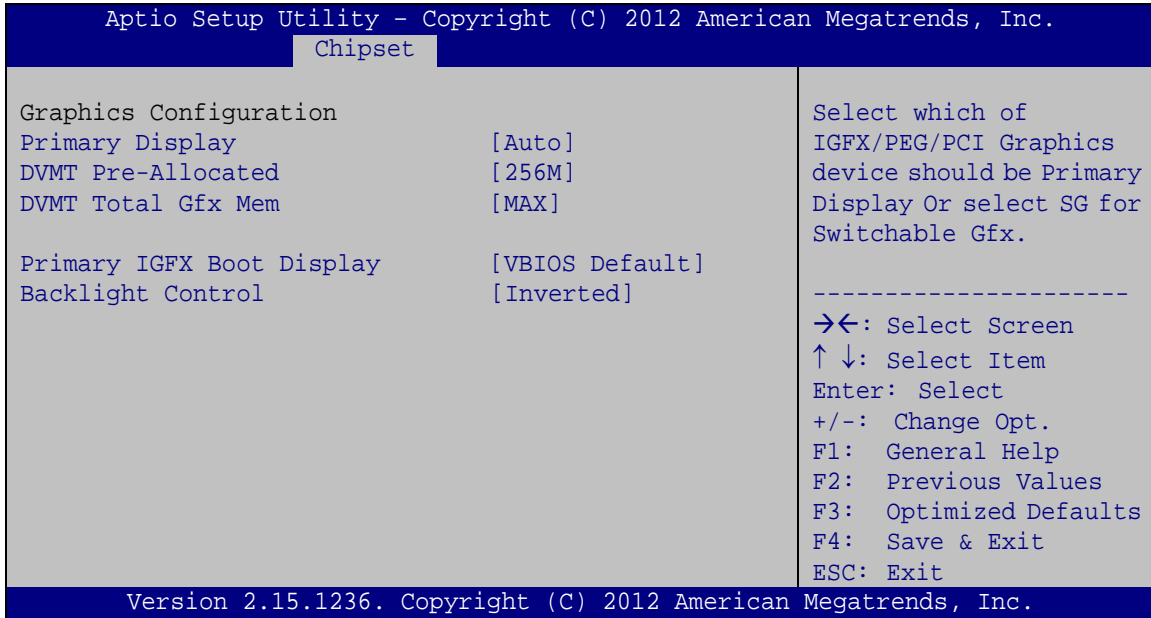 Aptio Setup Utility – Copyright (C) 2012 American Megatrends, Inc.
Chipset
Graphics Configuration
Primary Display [Auto]
DVMT Pre-Allocated [256M]
DVMT Total Gfx Mem [MAX]
Primary IGFX Boot Display [VBIOS Default]
Backlight Control [Inverted]
Select which of
IGFX/PEG/PCI Graphics
device should be Primary
Display Or select SG for
Switchable Gfx.
----------------------
→←: Select Screen
↑ ↓: Select Item
Enter: Select
+/-: Change Opt.
F1: General Help
F2: Previous Values
F3: Optimized Defaults
F4: Save & Exit
ESC: Exit
Version 2.15.1236. Copyright (C) 2012 American Megatrends, Inc.